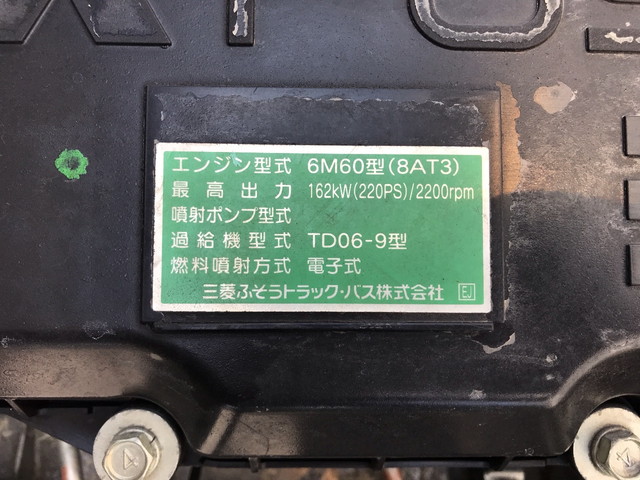 エンジン型式 6M60型(8AT3)
最高出力 162kW(220PS)/2200rpm
噴射ポンプ型式
過給機型式 TD06-9型
燃料噴射方式 電子式
三菱ふそうトラック・バス株式会社 EJ
4